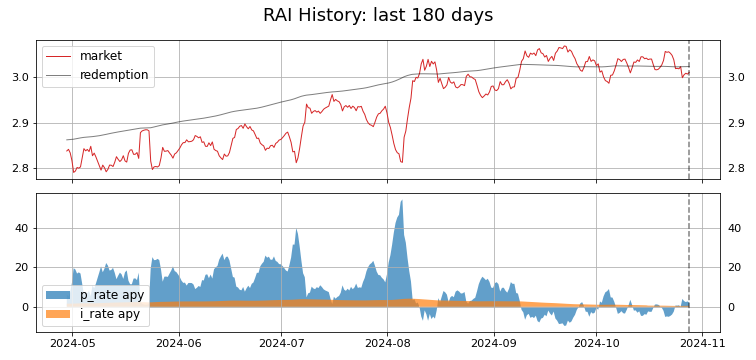 RAI History: last 180 days
market
redemption
3.0
2.9
2.8
3.0
2.9
2.8
40
20
0
40
20
0
p_rate apy
i_rate apy
2024-05 2024-06 2024-07 2024-08 2024-09 2024-10 2024-11